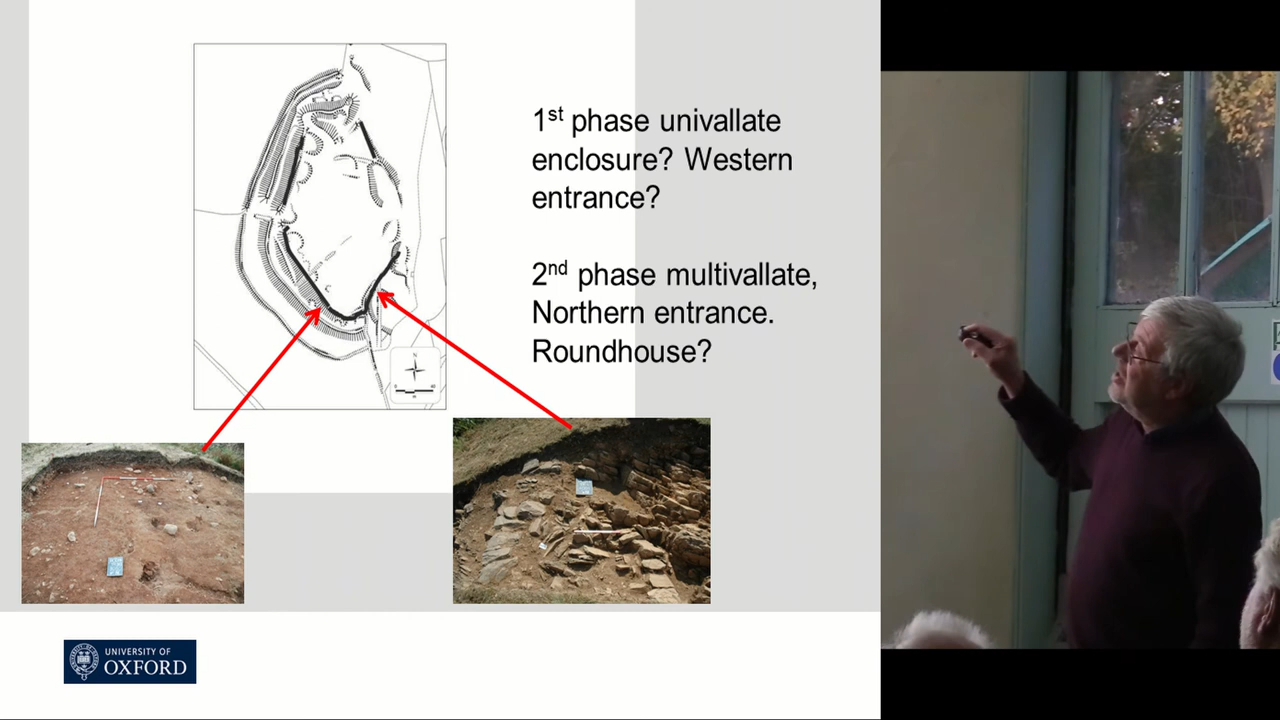 1st phase univallate
enclosure? Western
entrance?
2nd phase multivallate,
Northern entrance.
Roundhouse?
N
UNIVERSITY OF
OXFORD